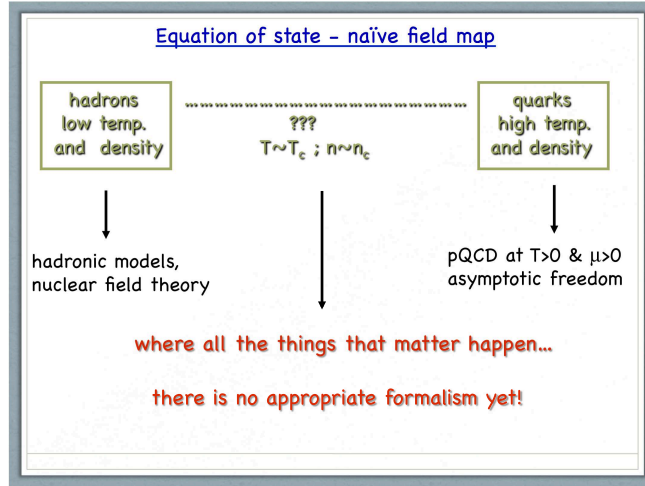 Equation of state – naïve field map
hadrons
low temp.
and density
………………………………………………
???
T~Tc ; n~nc
quarks
high temp.
and density
hadronic models,
nuclear field theory
pQCD at T>0 & μ>0
asymptotic freedom
where all the things that matter happen...
there is no appropriate formalism yet!